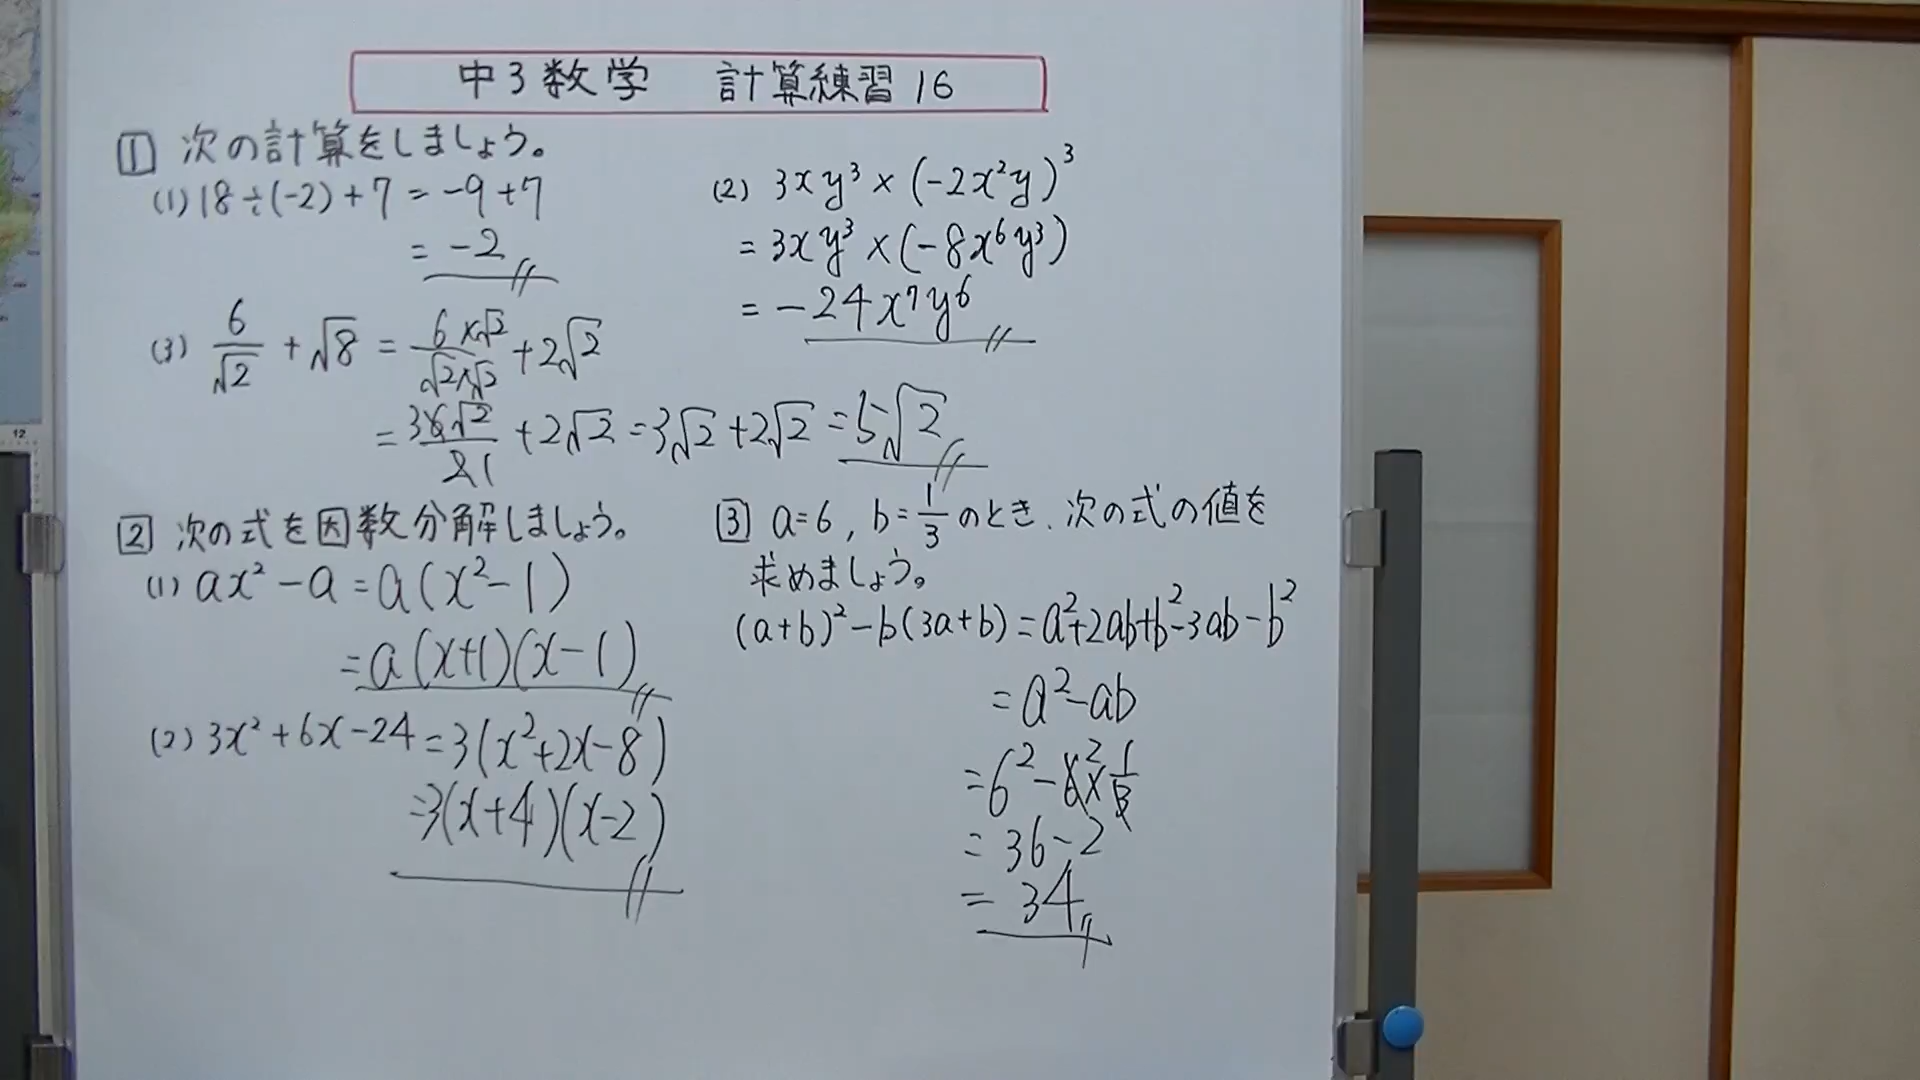 中3数学 計算練習16
1 次の計算をしましょう。
(1) 18÷(-2)+7 = -9+7
= -2
(2) 3xy³×(-2x²y)³
= 3xy³×(-8x⁶y³)
= -24x⁷y⁶
(3) 6/√2 + √8 = 6×√2/√2×√2 + 2√2
= 36√2/21 + 2√2 = 3√2 + 2√2 = 5√2
2 次の式を因数分解しましょう。
(1) ax²-a = a(x²-1)
= a(x+1)(x-1)
(2) 3x²+6x-24 = 3(x²+2x-8)
=3(x+4)(x-2)
3 a=6, b=1/3 のとき、次の式の値を
求めましょう。
(a+b)²-b(3a+b) = a²+2ab+b²-3ab-b²
= a²-ab
= 6²-6²×1/3
= 36-2
= 34
12